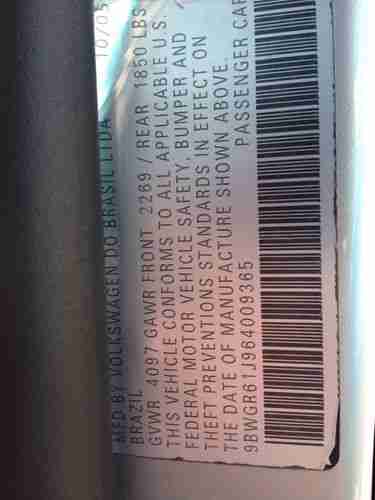 MFD BY VOLKSWAGEN DO BRASIL LTDA 10/05
BRAZIL
GVWR 4097 GAWR FRONT 2269 / REAR 1850 LBS
THIS VEHICLE CONFORMS TO ALL APPLICABLE U.S.
FEDERAL MOTOR VEHICLE SAFETY, BUMPER AND
THEFT PREVENTIONS STANDARDS IN EFFECT ON
THE DATE OF MANUFACTURE SHOWN ABOVE.
9BWGR61J964009365 PASSENGER CAR